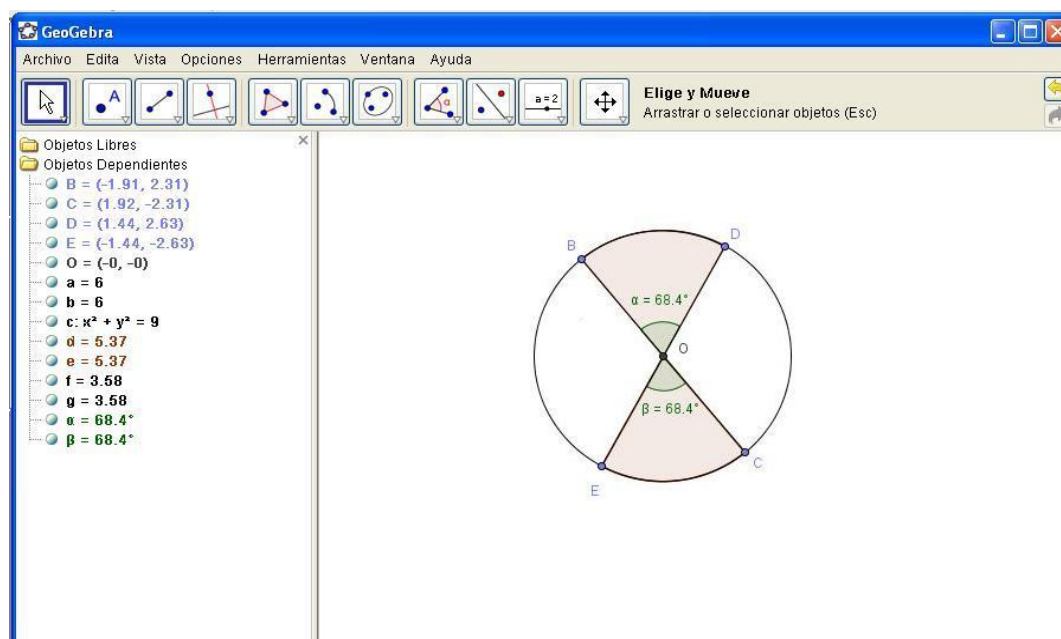 GeoGebra
Archivo Edita Vista Opciones Herramientas Ventana Ayuda
A
α
a=2
Elige y Mueve
Arrastrar o seleccionar objetos (Esc)
Objetos Libres
Objetos Dependientes
B = (-1.91, 2.31)
C = (1.92, -2.31)
D = (1.44, 2.63)
E = (-1.44, -2.63)
O = (-0, -0)
a = 6
b = 6
c: x² + y² = 9
d = 5.37
e = 5.37
f = 3.58
g = 3.58
α = 68.4°
β = 68.4°
D
B
α = 68.4°
O
β = 68.4°
C
E